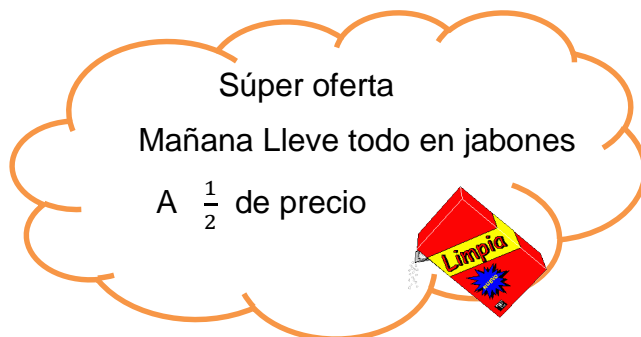 Súper oferta
Mañana Lleve todo en jabones
A 1/2 de precio
Limpia